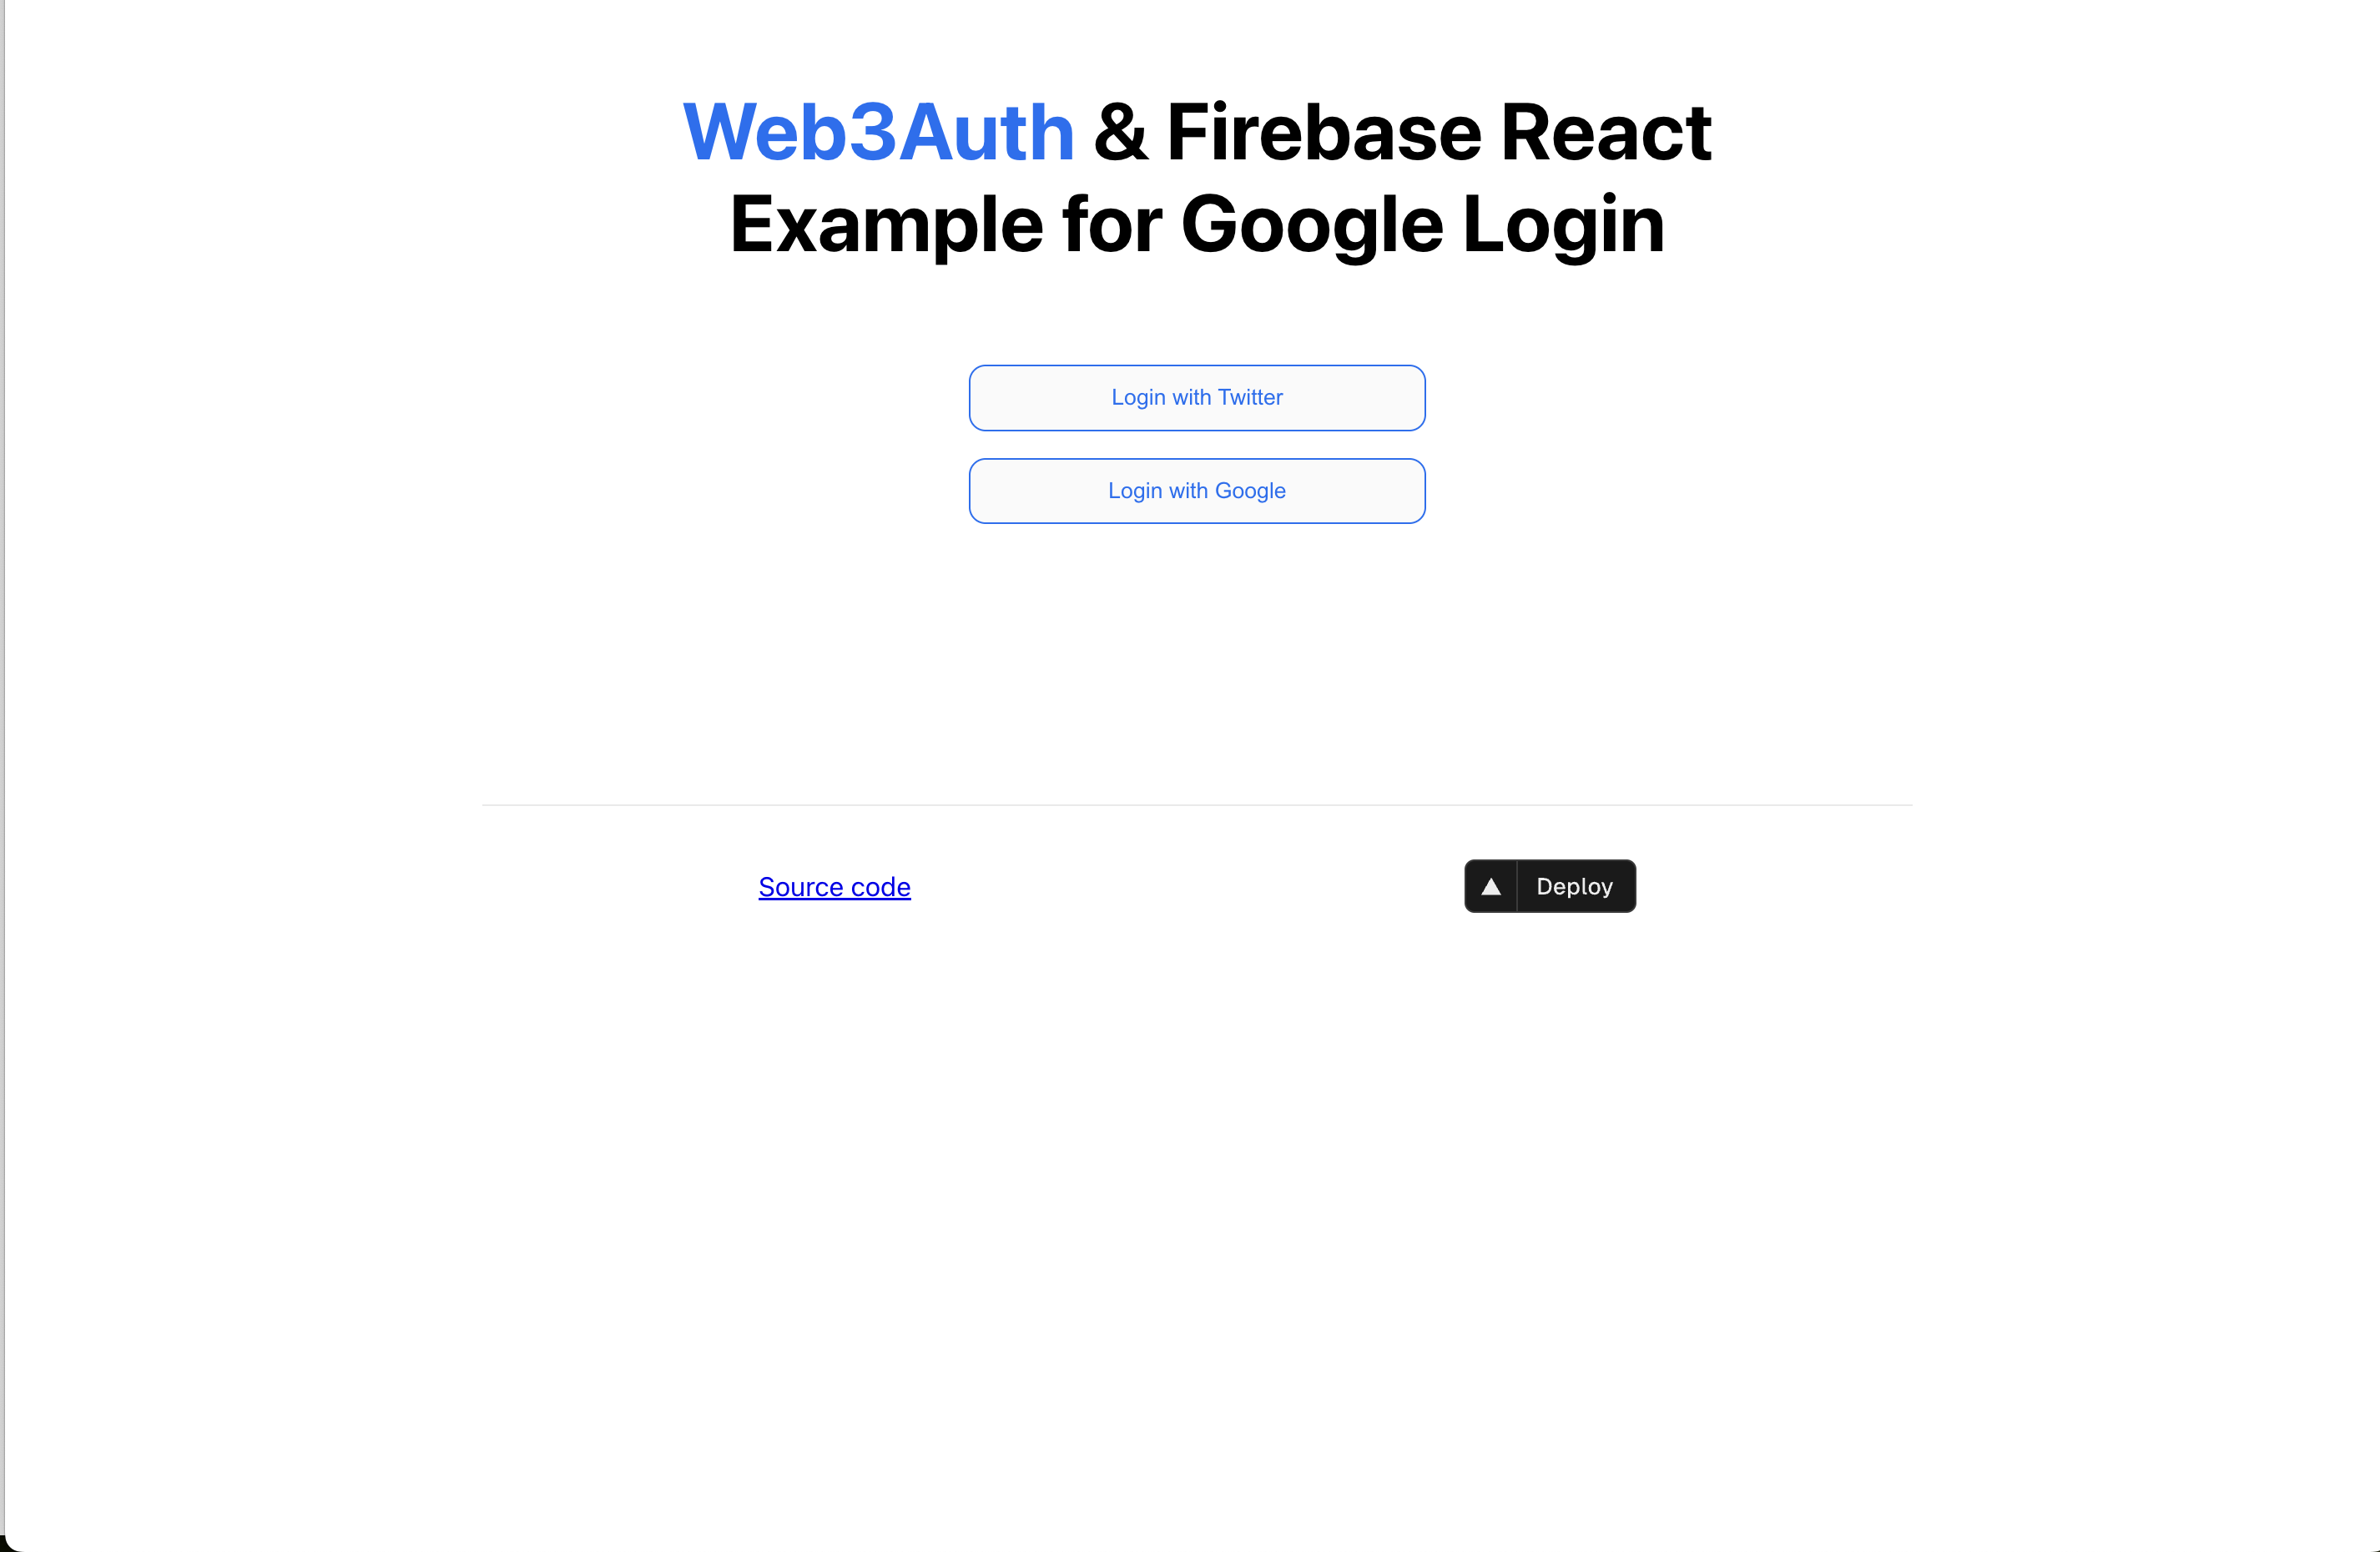 Web3Auth & Firebase React
Example for Google Login
Login with Twitter
Login with Google
Source code
Deploy